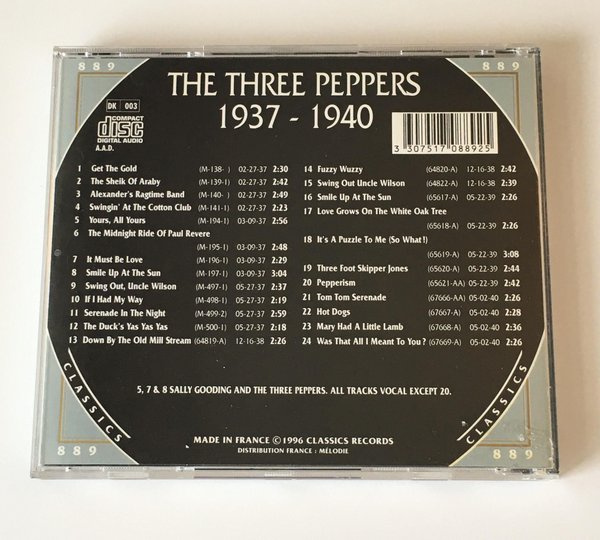 889
889
THE THREE PEPPERS
1937 - 1940
DK 003
COMPACT
disc
DIGITAL AUDIO
A.A.D.
3 307517 088925
1 Get The Gold (M-138- ) 02-27-37 2:30
2 The Sheik Of Araby (M-139-1) 02-27-37 2:42
3 Alexander's Ragtime Band (M-140- ) 02-27-37 2:49
4 Swingin' At The Cotton Club (M-141- ) 02-27-37 2:23
5 Yours, All Yours (M-194-1) 03-09-37 2:56
6 The Midnight Ride Of Paul Revere
(M-195-1) 03-09-37 2:48
7 It Must Be Love (M-196-1) 03-09-37 2:29
8 Smile Up At The Sun (M-197-1) 03-09-37 3:04
9 Swing Out, Uncle Wilson (M-497-1) 05-27-37 2:37
10 If I Had My Way (M-498-1) 05-27-37 2:19
11 Serenade In The Night (M-499-2) 05-27-37 2:59
12 The Duck's Yas Yas Yas (M-500-1) 05-27-37 2:18
13 Down By The Old Mill Stream (64819-A) 12-16-38 2:26
14 Fuzzy Wuzzy (64820-A) 12-16-38 2:42
15 Swing Out Uncle Wilson (64822-A) 12-16-38 2:39
16 Smile Up At The Sun (65617-A) 05-22-39 2:26
17 Love Grows On The White Oak Tree
(65618-A) 05-22-39 2:26
18 It's A Puzzle To Me (So What!)
(65619-A) 05-22-39 3:08
19 Three Foot Skipper Jones (65620-A) 05-22-39 2:44
20 Pepperism (65621-AA) 05-22-39 2:42
21 Tom Tom Serenade (67666-AA) 05-02-40 2:26
22 Hot Dogs (67667-A) 05-02-40 2:28
23 Mary Had A Little Lamb (67668-A) 05-02-40 2:36
24 Was That All I Meant To You? (67669-A) 05-02-40 2:26
5, 7 & 8 SALLY GOODING AND THE THREE PEPPERS. ALL TRACKS VOCAL EXCEPT 20.
CLASSICS
CLASSICS
MADE IN FRANCE © 1996 CLASSICS RECORDS
DISTRIBUTION FRANCE : MÉLODIE
889
889